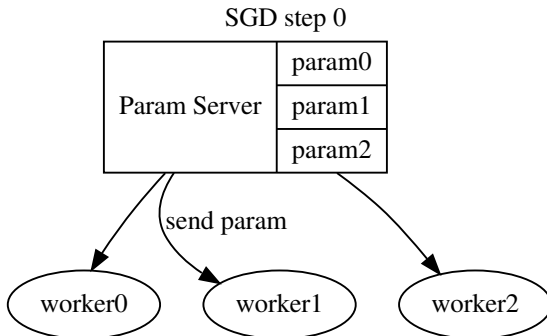 SGD step 0
Param Server
param0
param1
param2
send param
worker0
worker1
worker2